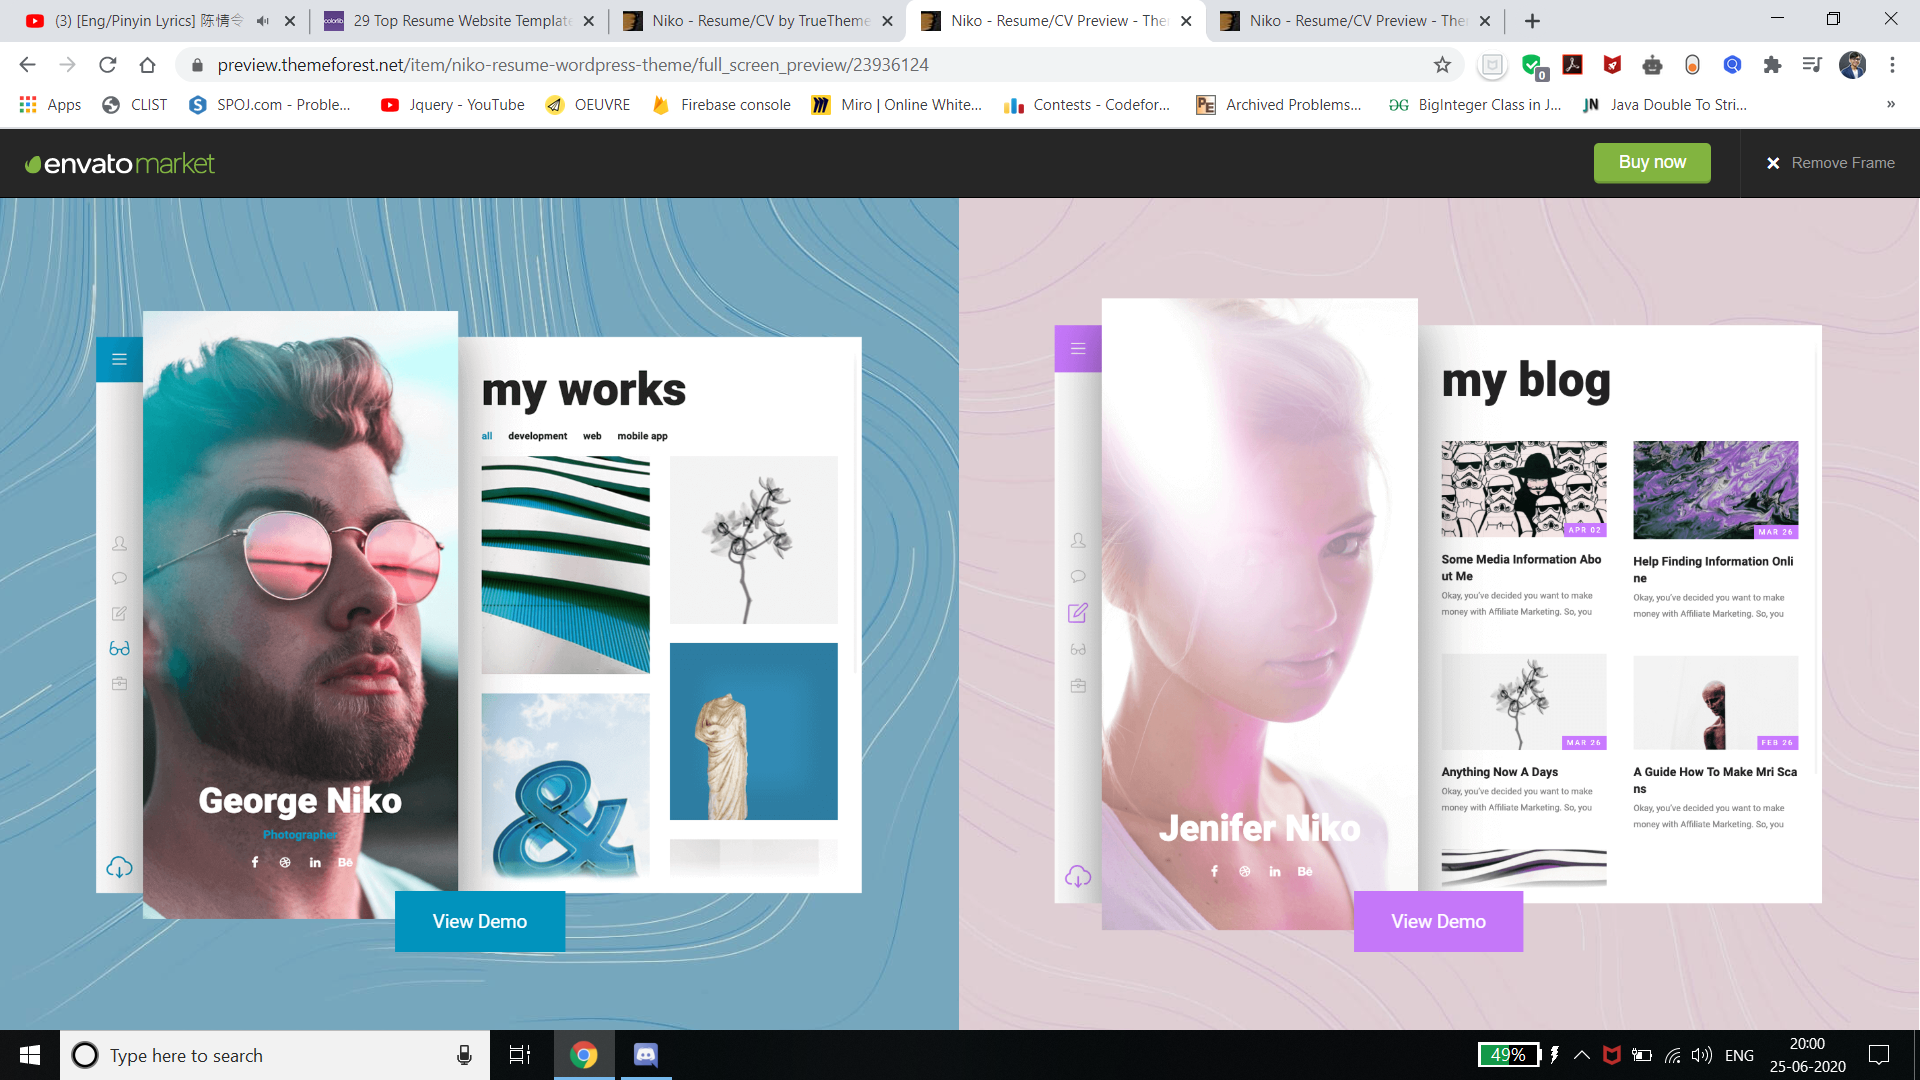 (3) [Eng/Pinyin Lyrics] 陈情令
29 Top Resume Website Template
Niko - Resume/CV by TrueTheme
Niko - Resume/CV Preview - The
Niko - Resume/CV Preview - The
preview.themeforest.net/item/niko-resume-wordpress-theme/full_screen_preview/23936124
0
Apps
CLIST
SPOJ.com - Proble...
Jquery - YouTube
OEUVRE
Firebase console
Miro | Online White...
Contests - Codefor...
Archived Problems...
BigInteger Class in J...
Java Double To Stri...
»
envatomarket
Buy now
Remove Frame
my works
all development web mobile app
George Niko
Photographer
View Demo
my blog
APR 02
MAR 26
Some Media Information Abo
ut Me
Okay, you've decided you want to make
money with Affiliate Marketing. So, you
Help Finding Information Onli
ne
Okay, you've decided you want to make
money with Affiliate Marketing. So, you
MAR 26
FEB 26
Anything Now A Days
Okay, you've decided you want to make
money with Affiliate Marketing. So, you
A Guide How To Make Mri Sca
ns
Okay, you've decided you want to make
money with Affiliate Marketing. So, you
Jenifer Niko
View Demo
Type here to search
49%
ENG
20:00
25-06-2020